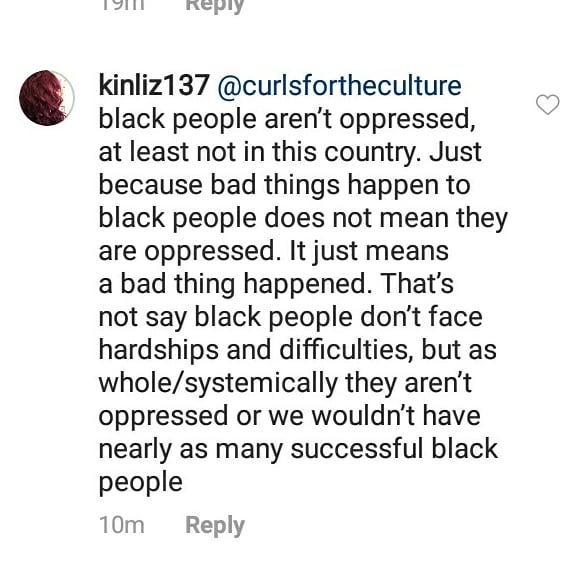 19m Reply
kinliz137 @curlsfortheculture
black people aren’t oppressed,
at least not in this country. Just
because bad things happen to
black people does not mean they
are oppressed. It just means
a bad thing happened. That’s
not say black people don’t face
hardships and difficulties, but as
whole/systemically they aren’t
oppressed or we wouldn’t have
nearly as many successful black
people
10m Reply